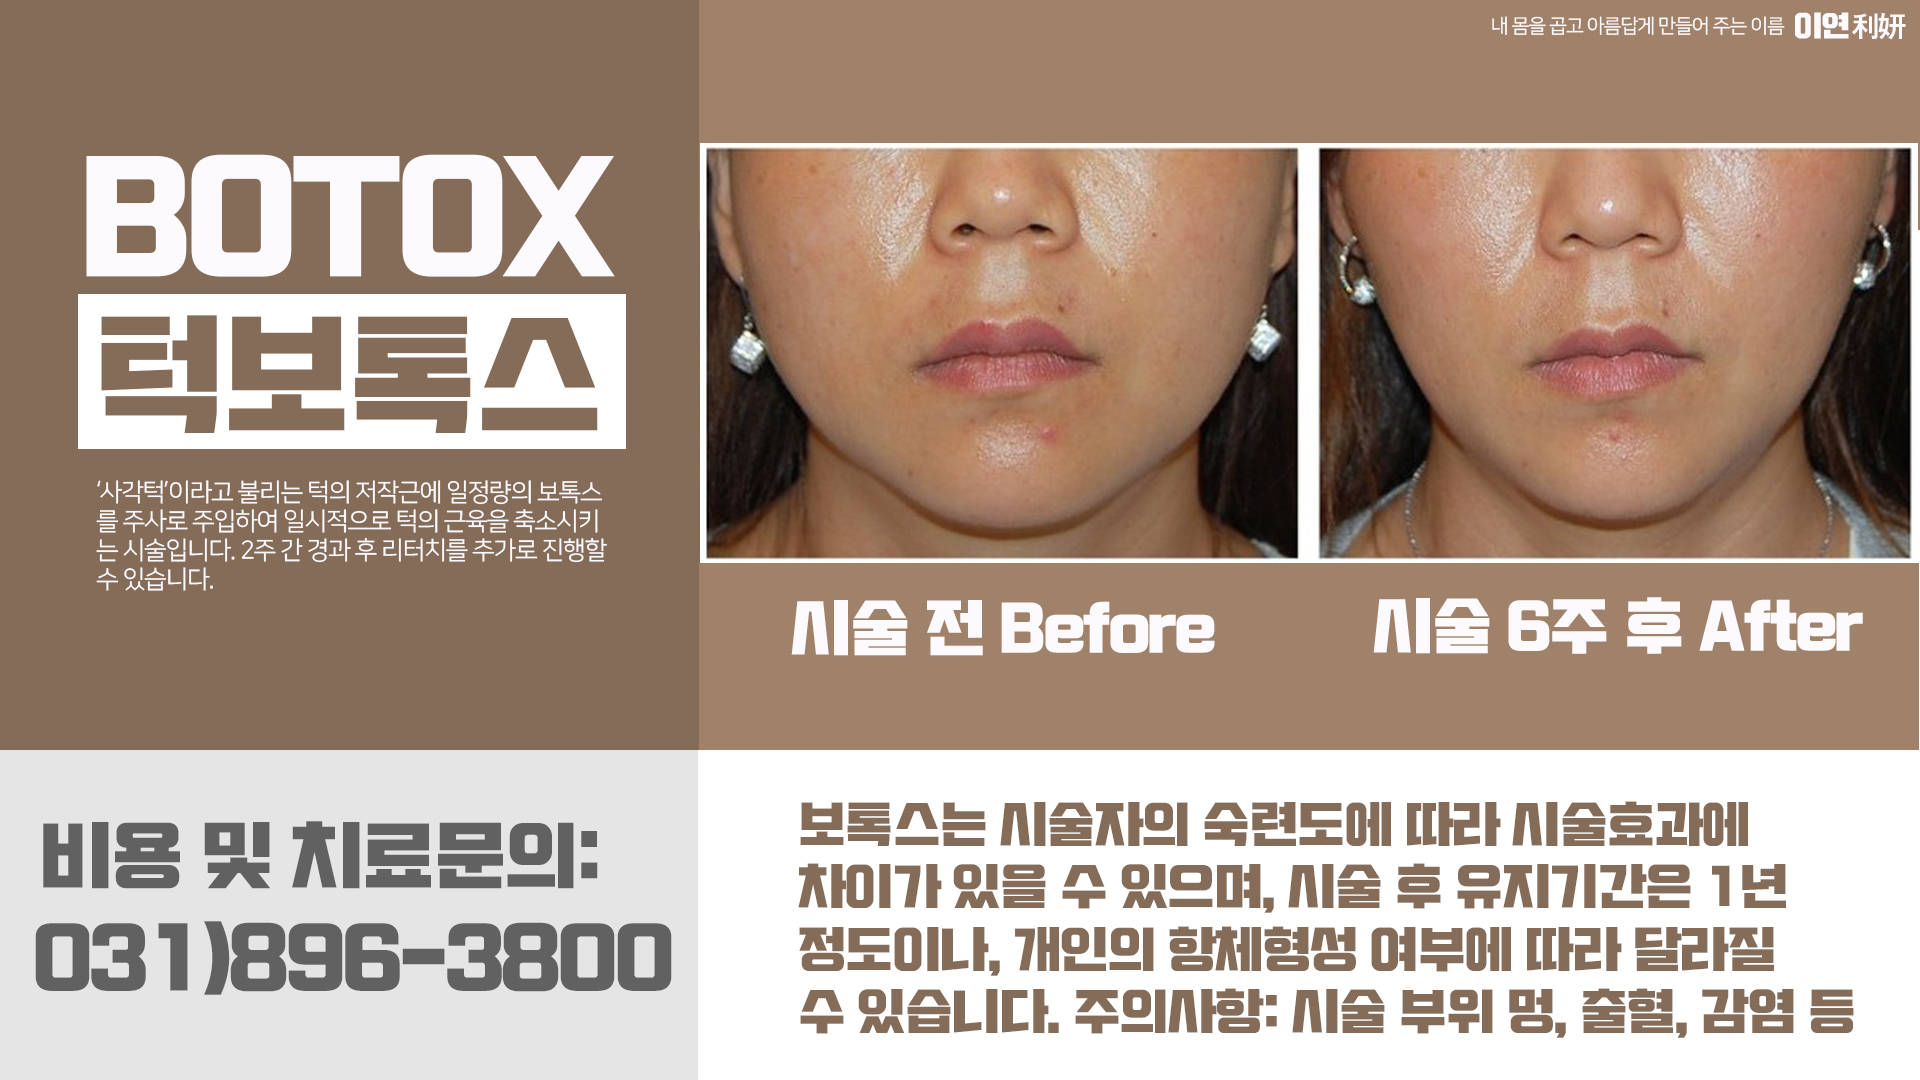 내 몸을 곱고 아름답게 만들어 주는 이름 이연 利姸
BOTOX
턱보톡스
‘사각턱’이라고 불리는 턱의 저작근에 일정량의 보톡스
를 주사로 주입하여 일시적으로 턱의 근육을 축소시키
는 시술입니다. 2주 간 경과 후 리터치를 추가로 진행할
수 있습니다.
시술 전 Before
시술 6주 후 After
비용 및 치료문의:
031)896-3800
보톡스는 시술자의 숙련도에 따라 시술효과에
차이가 있을 수 있으며, 시술 후 유지기간은 1년
정도이나, 개인의 항체형성 여부에 따라 달라질
수 있습니다. 주의사항: 시술 부위 멍, 출혈, 감염 등